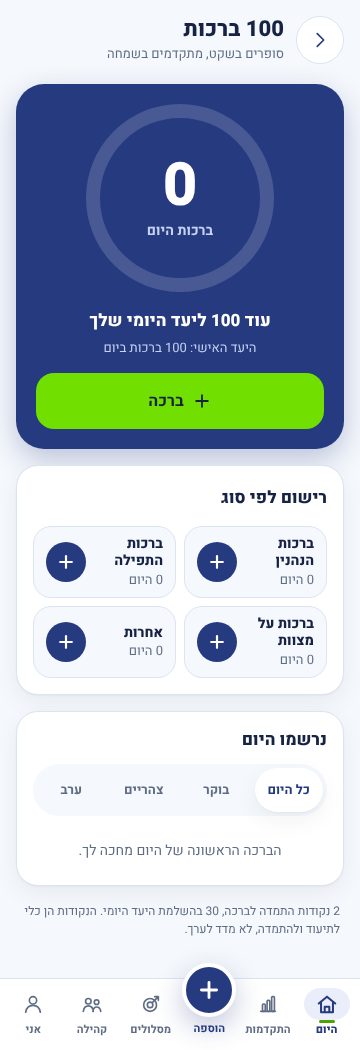 100 ברכות
סופרים בשקט, מתקדמים בשמחה
0
ברכות היום
עוד 100 ליעד היומי שלך
היעד האישי: 100 ברכות ביום
+ ברכה
רישום לפי סוג
ברכות
הנהנין
0 היום
ברכות
התפילה
0 היום
ברכות על
מצוות
0 היום
אחרות
0 היום
נרשמו היום
כל היום
בוקר
צהריים
ערב
הברכה הראשונה של היום מחכה לך.
2 נקודות התמדה לברכה, 30 בהשלמת היעד היומי. הנקודות הן כלי
לתיעוד ולהתמדה, לא מדד לערך.
היום
התקדמות
הוספה
מסלולים
קהילה
אני